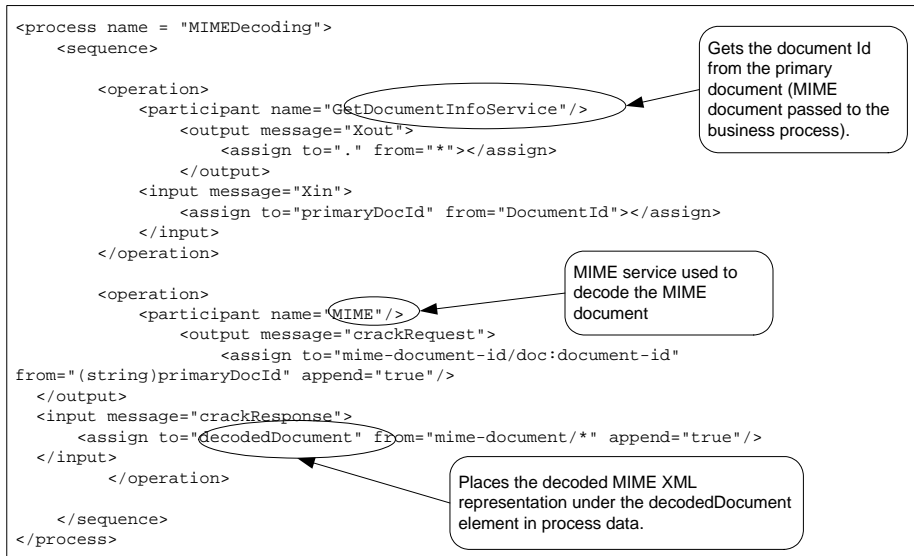 <process name = "MIMEDecoding">
<sequence>
<operation>
<participant name="GetDocumentInfoService"/>
<output message="Xout">
<assign to="." from="*"></assign>
</output>
<input message="Xin">
<assign to="primaryDocId" from="DocumentId"></assign>
</input>
</operation>
<operation>
<participant name="MIME"/>
<output message="crackRequest">
<assign to="mime-document-id/doc:document-id"
from="(string)primaryDocId" append="true"/>
</output>
<input message="crackResponse">
<assign to="decodedDocument" from="mime-document/*" append="true"/>
</input>
</operation>
</sequence>
</process>
Gets the document Id
from the primary
document (MIME
document passed to the
business process).
MIME service used to
decode the MIME
document
Places the decoded MIME XML
representation under the decodedDocument
element in process data.